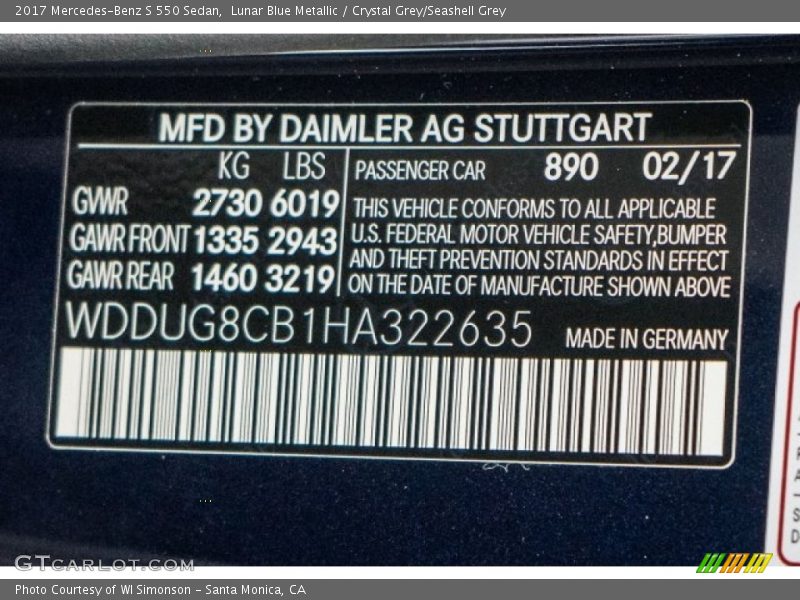 2017 Mercedes-Benz S 550 Sedan, Lunar Blue Metallic / Crystal Grey/Seashell Grey
MFD BY DAIMLER AG STUTTGART
KG LBS
GVWR 2730 6019
GAWR FRONT 1335 2943
GAWR REAR 1460 3219
PASSENGER CAR 890 02/17
THIS VEHICLE CONFORMS TO ALL APPLICABLE
U.S. FEDERAL MOTOR VEHICLE SAFETY,BUMPER
AND THEFT PREVENTION STANDARDS IN EFFECT
ON THE DATE OF MANUFACTURE SHOWN ABOVE
WDDUG8CB1HA322635 MADE IN GERMANY
GTCARLOT.COM
Photo Courtesy of WI Simonson - Santa Monica, CA